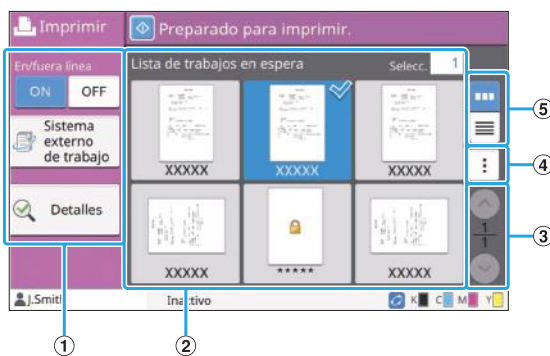 Imprimir
Preparado para imprimir.
En/fuera línea
ON OFF
Sistema
externo
de trabajo
Detalles
Lista de trabajos en espera
Selecc. 1
XXXXX XXXXX XXXXX
XXXXX ***** XXXXX
1
1
J.Smith
Inactivo
K C M Y
5
4
3
1
2